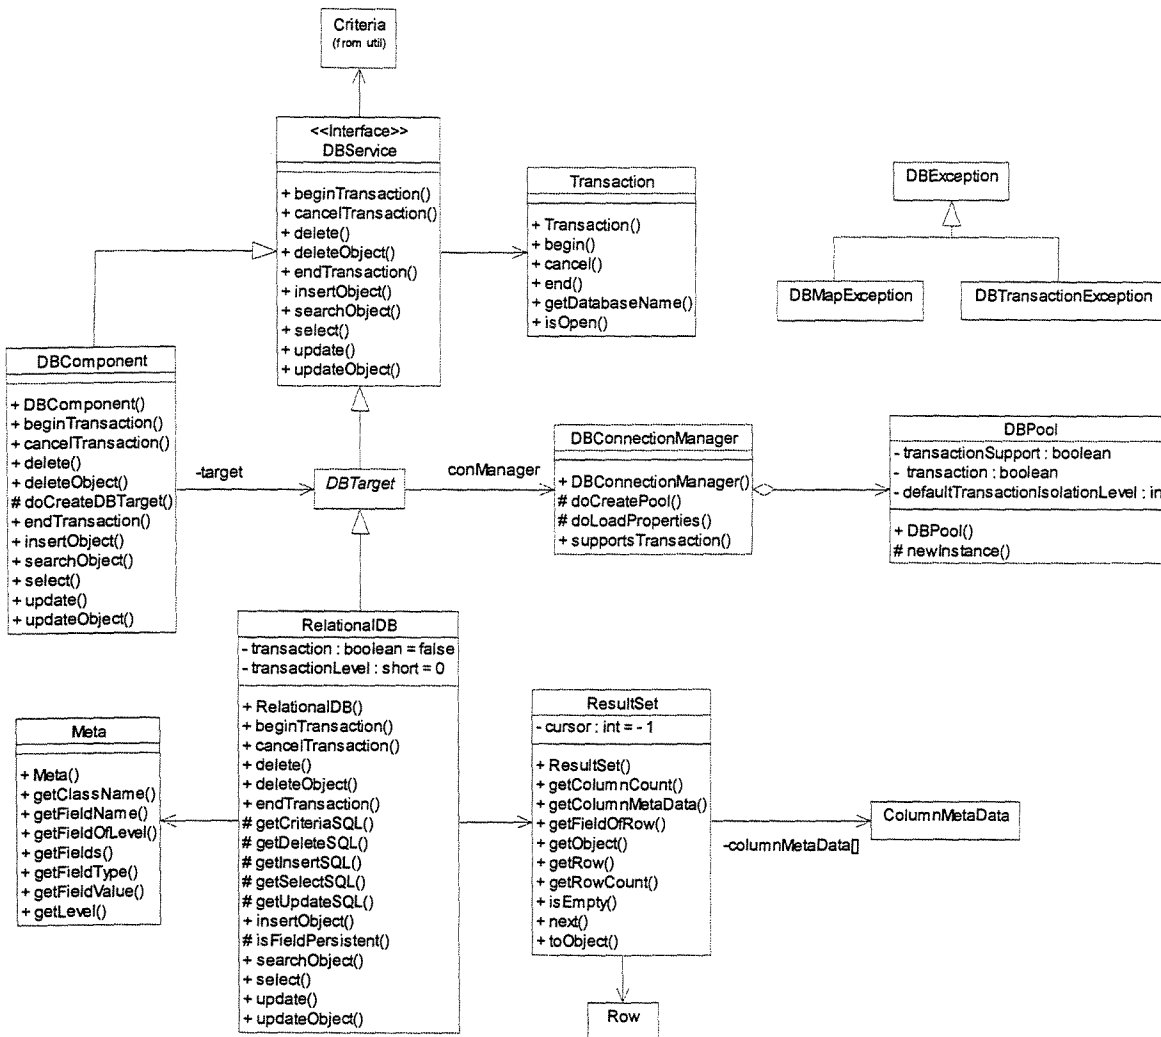 Criteria
(from util)
<<Interface>>
DBService
+ beginTransaction()
+ cancelTransaction()
+ delete()
+ deleteObject()
+ endTransaction()
+ insertObject()
+ searchObject()
+ select()
+ update()
+ updateObject()
Transaction
+ Transaction()
+ begin()
+ cancel()
+ end()
+ getDatabaseName()
+ isOpen()
DBException
DBMapException
DBTransactionException
DBComponent
+ DBComponent()
+ beginTransaction()
+ cancelTransaction()
+ delete()
+ deleteObject()
# doCreateDBTarget()
+ endTransaction()
+ insertObject()
+ searchObject()
+ select()
+ update()
+ updateObject()
-target
DBTarget
conManager
DBConnectionManager
+ DBConnectionManager()
# doCreatePool()
# doLoadProperties()
+ supportsTransaction()
DBPool
- transactionSupport : boolean
- transaction : boolean
- defaultTransactionIsolationLevel : in
+ DBPool()
# newInstance()
RelationalDB
- transaction : boolean = false
- transactionLevel : short = 0
+ RelationalDB()
+ beginTransaction()
+ cancelTransaction()
+ delete()
+ deleteObject()
+ endTransaction()
# getCriteriaSQL()
# getDeleteSQL()
# getInsertSQL()
# getSelectSQL()
# getUpdateSQL()
+ insertObject()
# isFieldPersistent()
+ searchObject()
+ select()
+ update()
+ updateObject()
Meta
+ Meta()
+ getClassName()
+ getFieldName()
+ getFieldOfLevel()
+ getFields()
+ getFieldType()
+ getFieldValue()
+ getLevel()
ResultSet
- cursor : int = - 1
+ ResultSet()
+ getColumnCount()
+ getColumnMetaData()
+ getFieldOfRow()
+ getObject()
+ getRow()
+ getRowCount()
+ isEmpty()
+ next()
+ toObject()
-columnMetaData[]
ColumnMetaData
Row